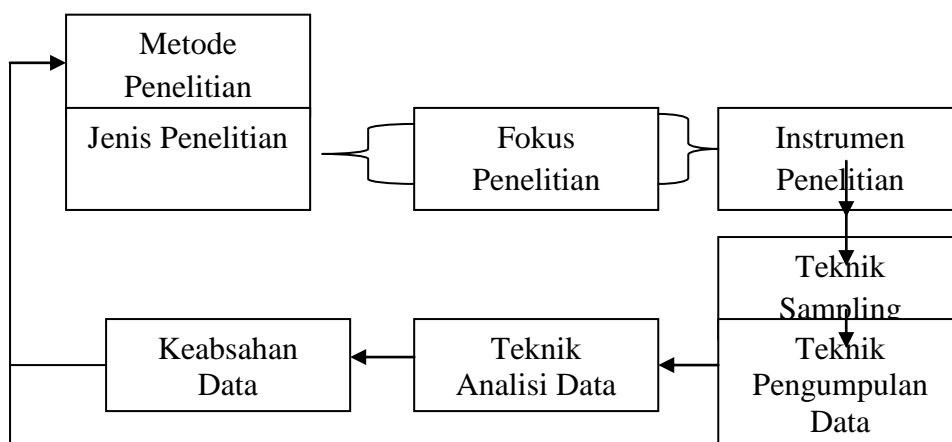 Metode
Penelitian
Jenis Penelitian
Fokus
Penelitian
Instrumen
Penelitian
Teknik
Sampling
Teknik
Pengumpulan
Data
Teknik
Analisi Data
Keabsahan
Data